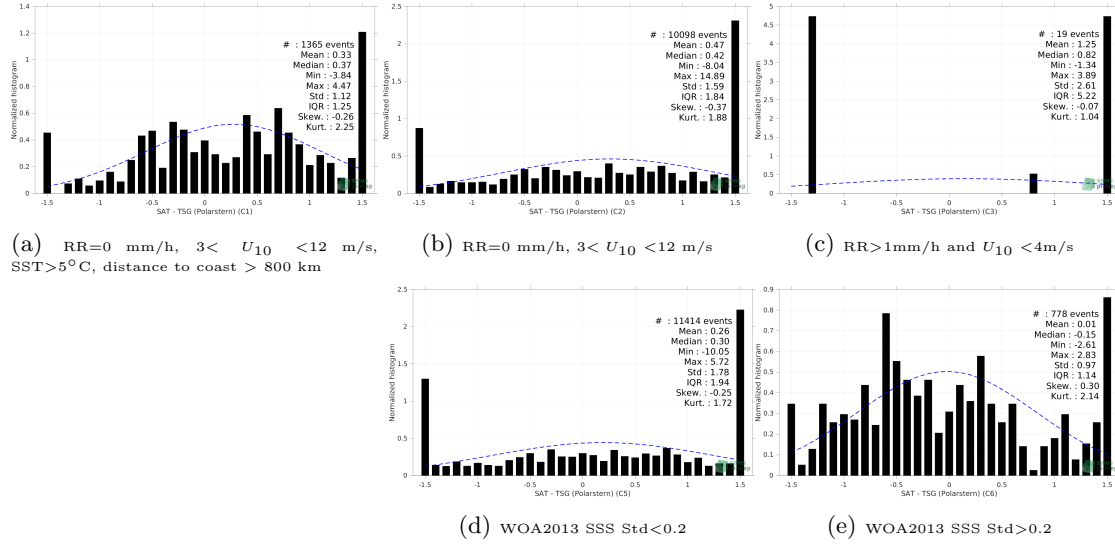 # : 1365 events
Mean : 0.33
Median : 0.37
Min : -3.84
Max : 4.47
Std : 1.12
IQR : 1.25
Skew. : -0.26
Kurt. : 2.25
Normalized histogram
1.4
1.2
1
0.8
0.6
0.4
0.2
0
-1.5 -1 -0.5 0 0.5 1 1.5
SAT - TSG (Polarstern) (C1)
(a) RR=0 mm/h, 3< U10 <12 m/s,
SST>5°C, distance to coast > 800 km
# : 10098 events
Mean : 0.47
Median : 0.42
Min : -8.04
Max : 14.89
Std : 1.59
IQR : 1.84
Skew. : -0.37
Kurt. : 1.88
Normalized histogram
2.5
2
1.5
1
0.5
0
-1.5 -1 -0.5 0 0.5 1 1.5
SAT - TSG (Polarstern) (C2)
(b) RR=0 mm/h, 3< U10 <12 m/s
# : 19 events
Mean : 1.25
Median : 0.82
Min : -1.34
Max : 3.89
Std : 2.61
IQR : 5.22
Skew. : -0.07
Kurt. : 1.04
Normalized histogram
5
4.5
4
3.5
3
2.5
2
1.5
1
0.5
0
-1.5 -1 -0.5 0 0.5 1 1.5
SAT - TSG (Polarstern) (C3)
(c) RR>1mm/h and U10 <4m/s
# : 11414 events
Mean : 0.26
Median : 0.30
Min : -10.05
Max : 5.72
Std : 1.78
IQR : 1.94
Skew. : -0.25
Kurt. : 1.72
Normalized histogram
2.5
2
1.5
1
0.5
0
-1.5 -1 -0.5 0 0.5 1 1.5
SAT - TSG (Polarstern) (C5)
(d) WOA2013 SSS Std<0.2
# : 778 events
Mean : 0.01
Median : -0.15
Min : -2.61
Max : 2.83
Std : 0.97
IQR : 1.14
Skew. : 0.30
Kurt. : 2.14
Normalized histogram
0.9
0.8
0.7
0.6
0.5
0.4
0.3
0.2
0.1
0
-1.5 -1 -0.5 0 0.5 1 1.5
SAT - TSG (Polarstern) (C6)
(e) WOA2013 SSS Std>0.2